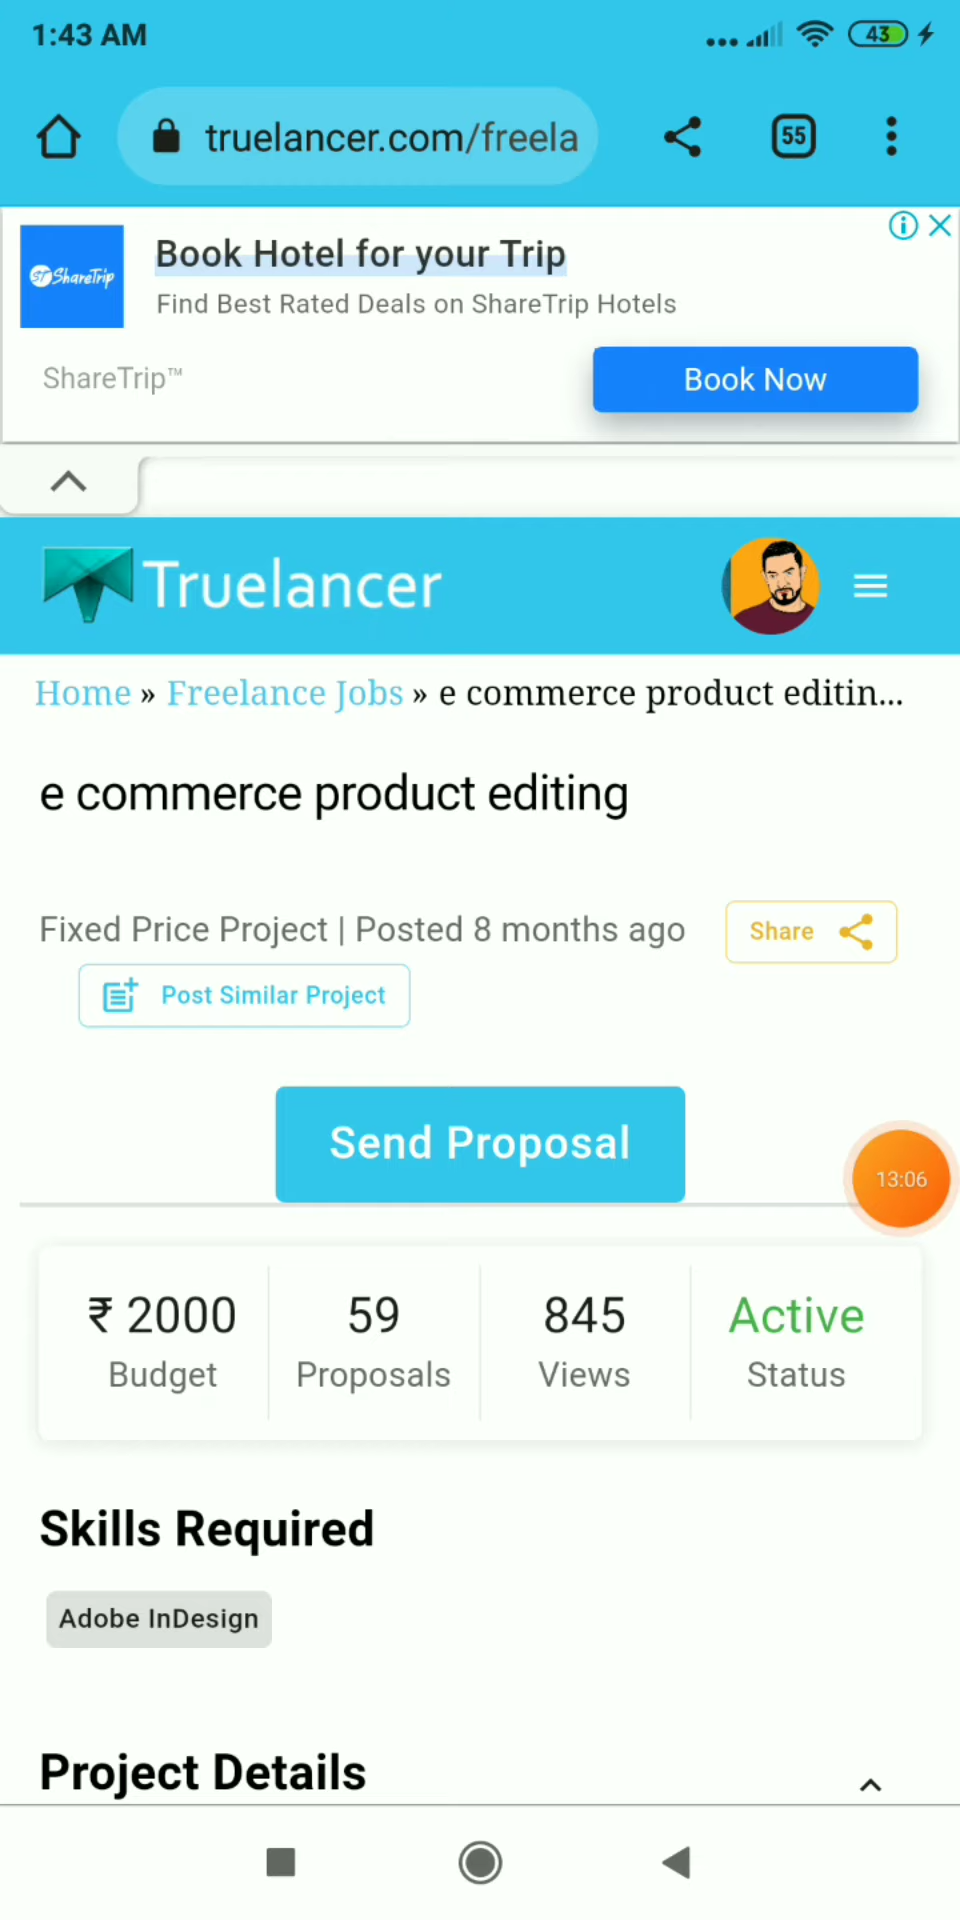 1:43 AM
43
truelancer.com/freela
55
ShareTrip
Book Hotel for your Trip
Find Best Rated Deals on ShareTrip Hotels
ShareTrip™
Book Now
Truelancer
Home » Freelance Jobs » e commerce product editin...
e commerce product editing
Fixed Price Project | Posted 8 months ago
Share
Post Similar Project
Send Proposal
13:06
₹ 2000 59 845 Active
Budget Proposals Views Status
Skills Required
Adobe InDesign
Project Details